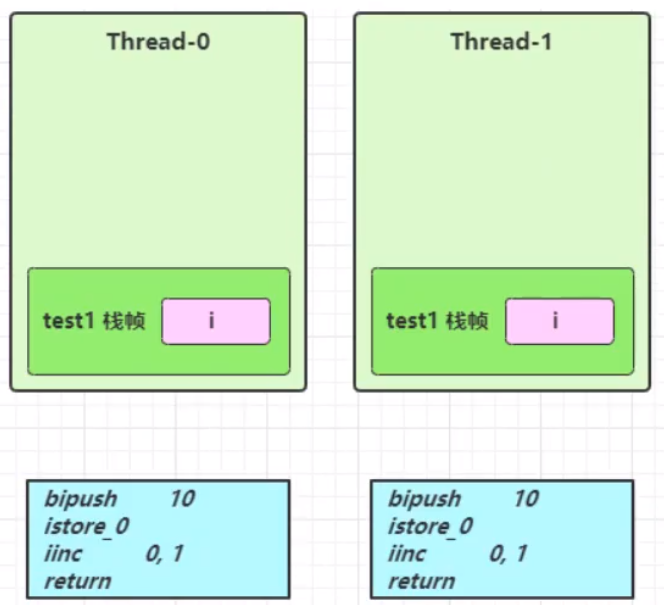 Thread-0
Thread-1
test1 栈帧 i
test1 栈帧 i
bipush 10
istore_0
iinc 0, 1
return
bipush 10
istore_0
iinc 0, 1
return